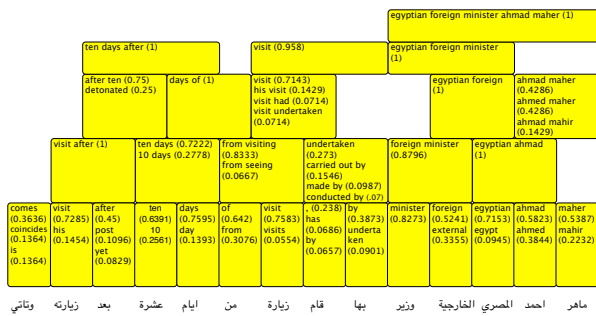 egyptian foreign minister ahmad maher (1)
ten days after (1)
visit (0.958)
egyptian foreign minister
(1)
after ten (0.75)
detonated (0.25)
days of (1)
visit (0.7143)
his visit (0.1429)
visit had (0.0714)
visit undertaken
(0.0714)
egyptian foreign
(1)
ahmad maher
(0.4286)
ahmed maher
(0.4286)
ahmad mahir
(0.1429)
visit after (1)
ten days (0.7222)
10 days (0.2778)
from visiting
(0.8333)
from seeing
(0.0667)
undertaken
(0.273)
carried out by
(0.1546)
made by (0.0987)
conducted by (.07)
foreign minister
(0.8796)
egyptian ahmad
(1)
comes
(0.3636)
coincides
(0.1364)
is
(0.1364)
visit
(0.7285)
his
(0.1454)
after
(0.45)
post
(0.1096)
yet
(0.0829)
ten
(0.6391)
10
(0.2561)
days
(0.7595)
day
(0.1393)
of
(0.642)
from
(0.3076)
visit
(0.7583)
visits
(0.0554)
, (0.238)
has
(0.0686)
by
(0.0657)
by
(0.3873)
underta
ken
(0.0901)
minister
(0.8273)
foreign
(0.5241)
external
(0.3355)
egyptian
(0.7153)
egypt
(0.0945)
ahmad
(0.5823)
ahmed
(0.3844)
maher
(0.5387)
mahir
(0.2232)
وتاتي زيارته بعد عشرة ايام من زيارة قام بها وزير الخارجية المصري احمد ماهر